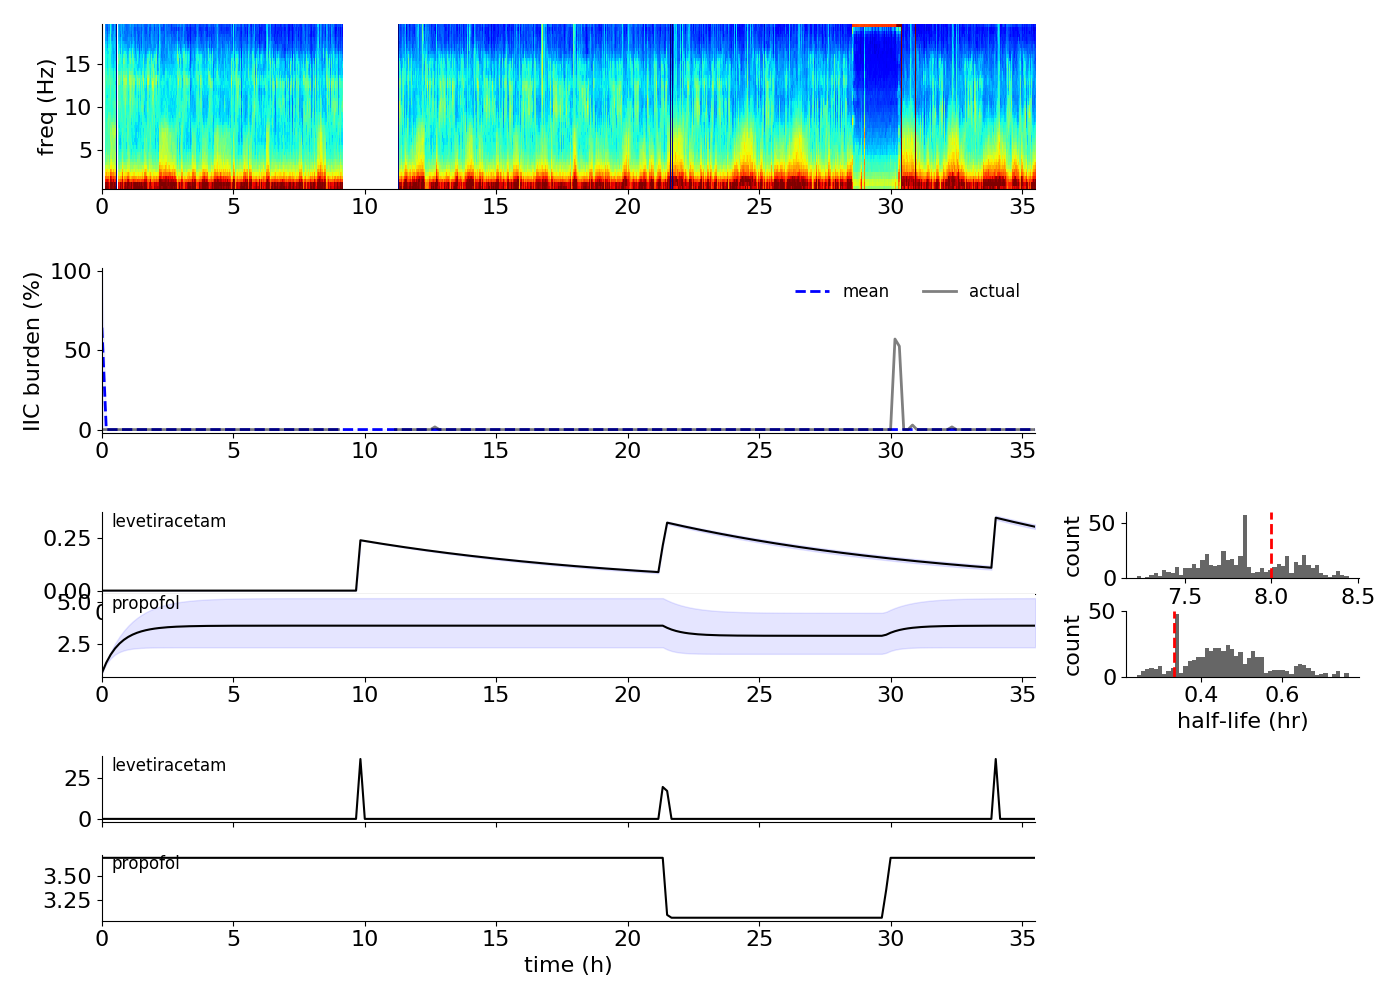 freq (Hz)
15
10
5
0 5 10 15 20 25 30 35
IIC burden (%)
100
50
0
mean actual
0 5 10 15 20 25 30 35
levetiracetam
0.25
0.00
0
propofol
5.0
2.5
0 5 10 15 20 25 30 35
count
50
0
7.5 8.0 8.5
count
50
0
0.4 0.6
half-life (hr)
levetiracetam
25
0
propofol
3.50
3.25
0 5 10 15 20 25 30 35
time (h)